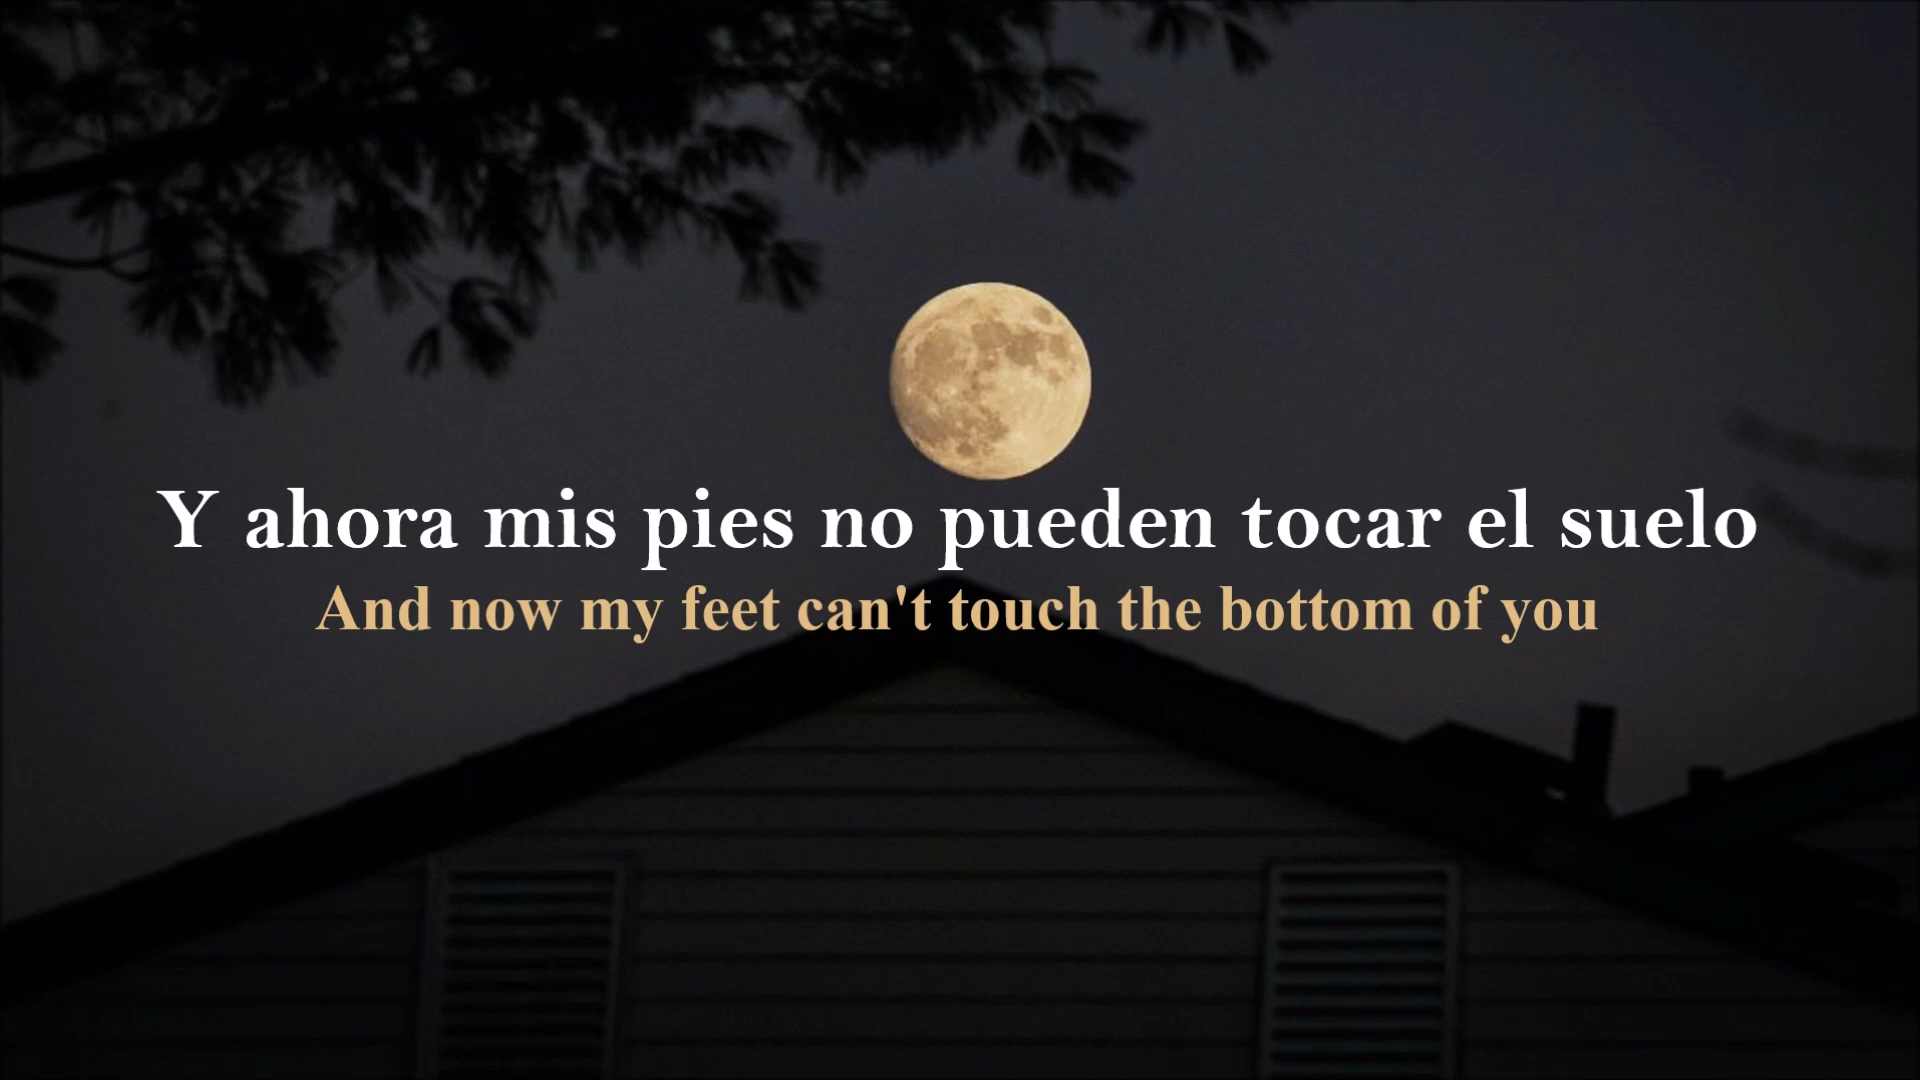 Y ahora mis pies no pueden tocar el suelo
And now my feet can't touch the bottom of you